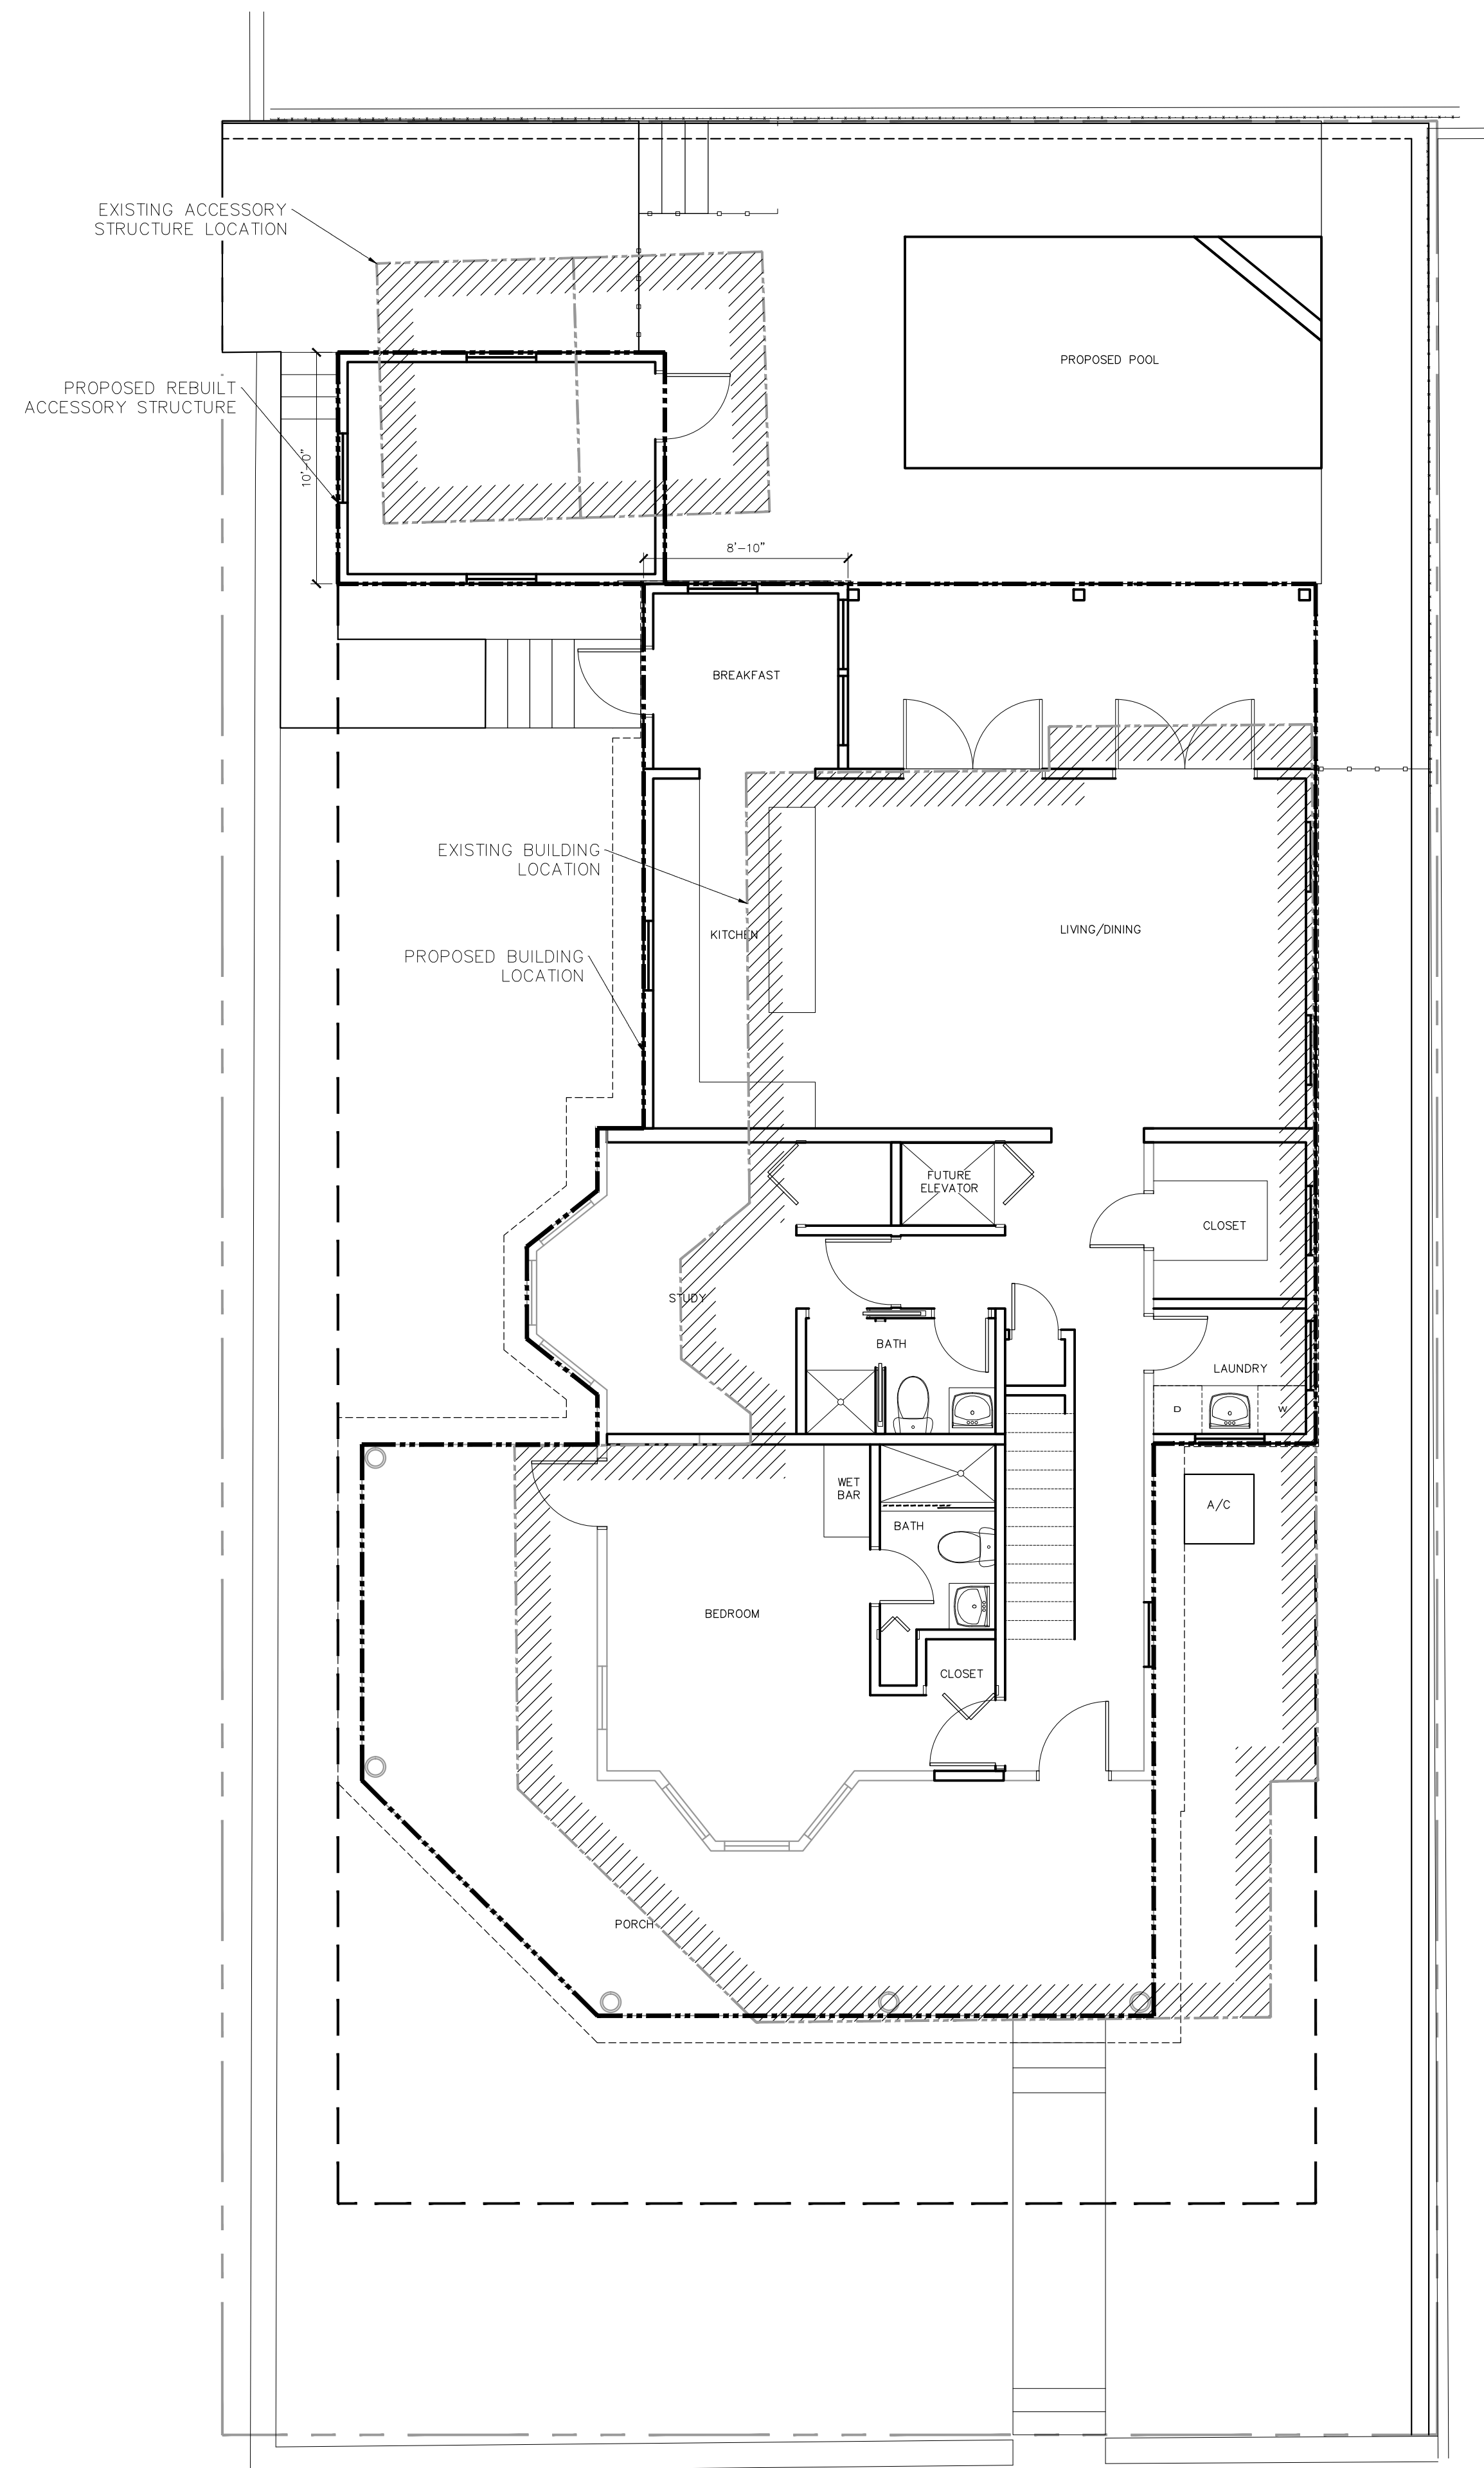 EXISTING ACCESSORY
STRUCTURE LOCATION
PROPOSED POOL
PROPOSED REBUILT
ACCESSORY STRUCTURE
10'-0"
8'-10"
BREAKFAST
EXISTING BUILDING
LOCATION
KITCHEN
LIVING/DINING
PROPOSED BUILDING
LOCATION
FUTURE
ELEVATOR
CLOSET
STUDY
BATH
LAUNDRY
D
W
WET
BAR
A/C
BATH
BEDROOM
CLOSET
PORCH